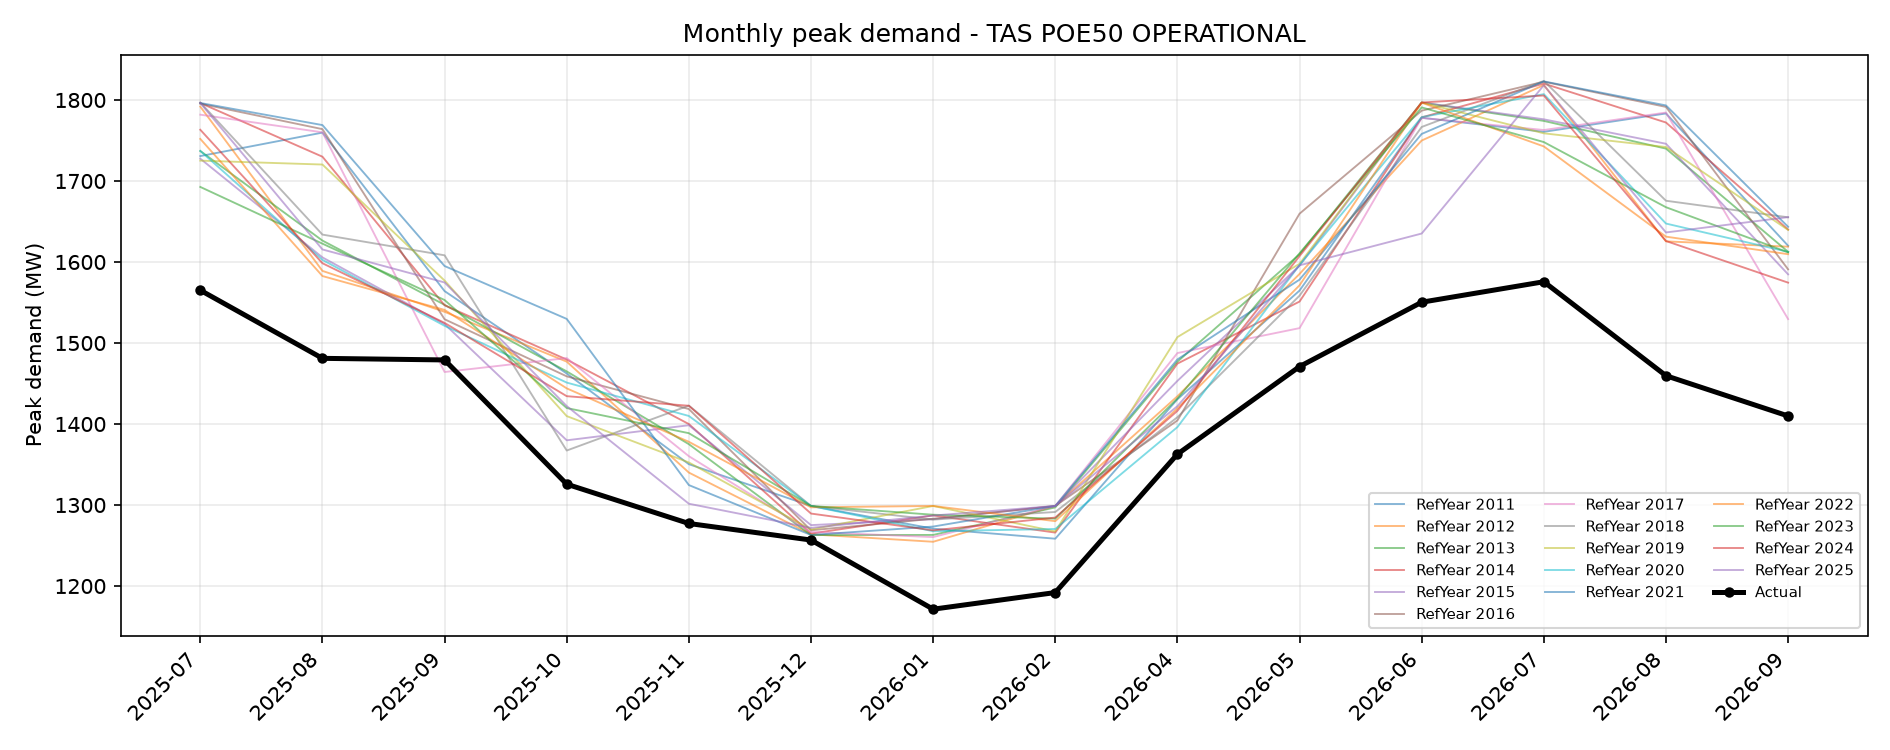 Monthly peak demand - TAS POE50 OPERATIONAL
Peak demand (MW)
1800
1700
1600
1500
1400
1300
1200
2025-07
2025-08
2025-09
2025-10
2025-11
2025-12
2026-01
2026-02
2026-04
2026-05
2026-06
2026-07
2026-08
2026-09
RefYear 2011
RefYear 2012
RefYear 2013
RefYear 2014
RefYear 2015
RefYear 2016
RefYear 2017
RefYear 2018
RefYear 2019
RefYear 2020
RefYear 2021
RefYear 2022
RefYear 2023
RefYear 2024
RefYear 2025
Actual